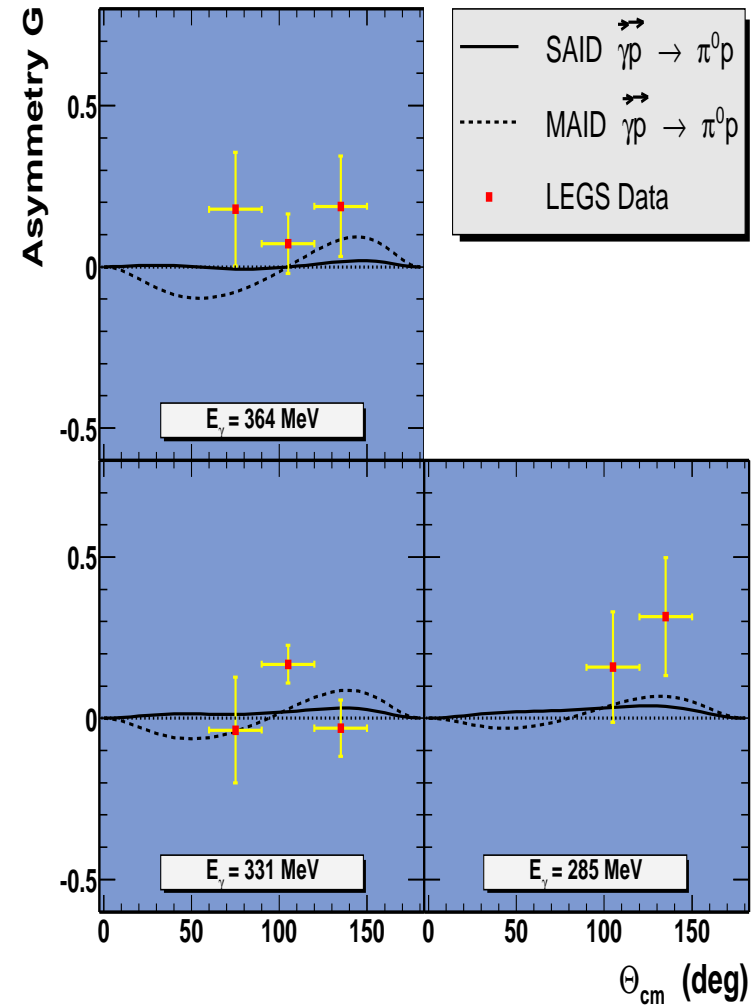 Asymmetry G
SAID γp → π⁰p
MAID γp → π⁰p
LEGS Data
0.5
0
-0.5
E_γ = 364 MeV
0.5
0
-0.5
E_γ = 331 MeV
E_γ = 285 MeV
0 50 100 150 0 50 100 150
Θ_cm (deg)